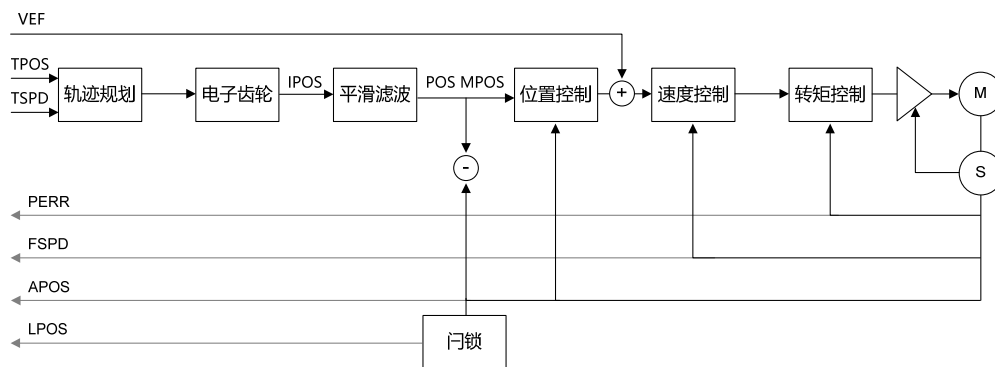 VEF
TPOS
TSPD
轨迹规划
电子齿轮
IPOS
平滑滤波
POS MPOS
位置控制
+
速度控制
转矩控制
M
-
S
PERR
FSPD
APOS
LPOS
闩锁